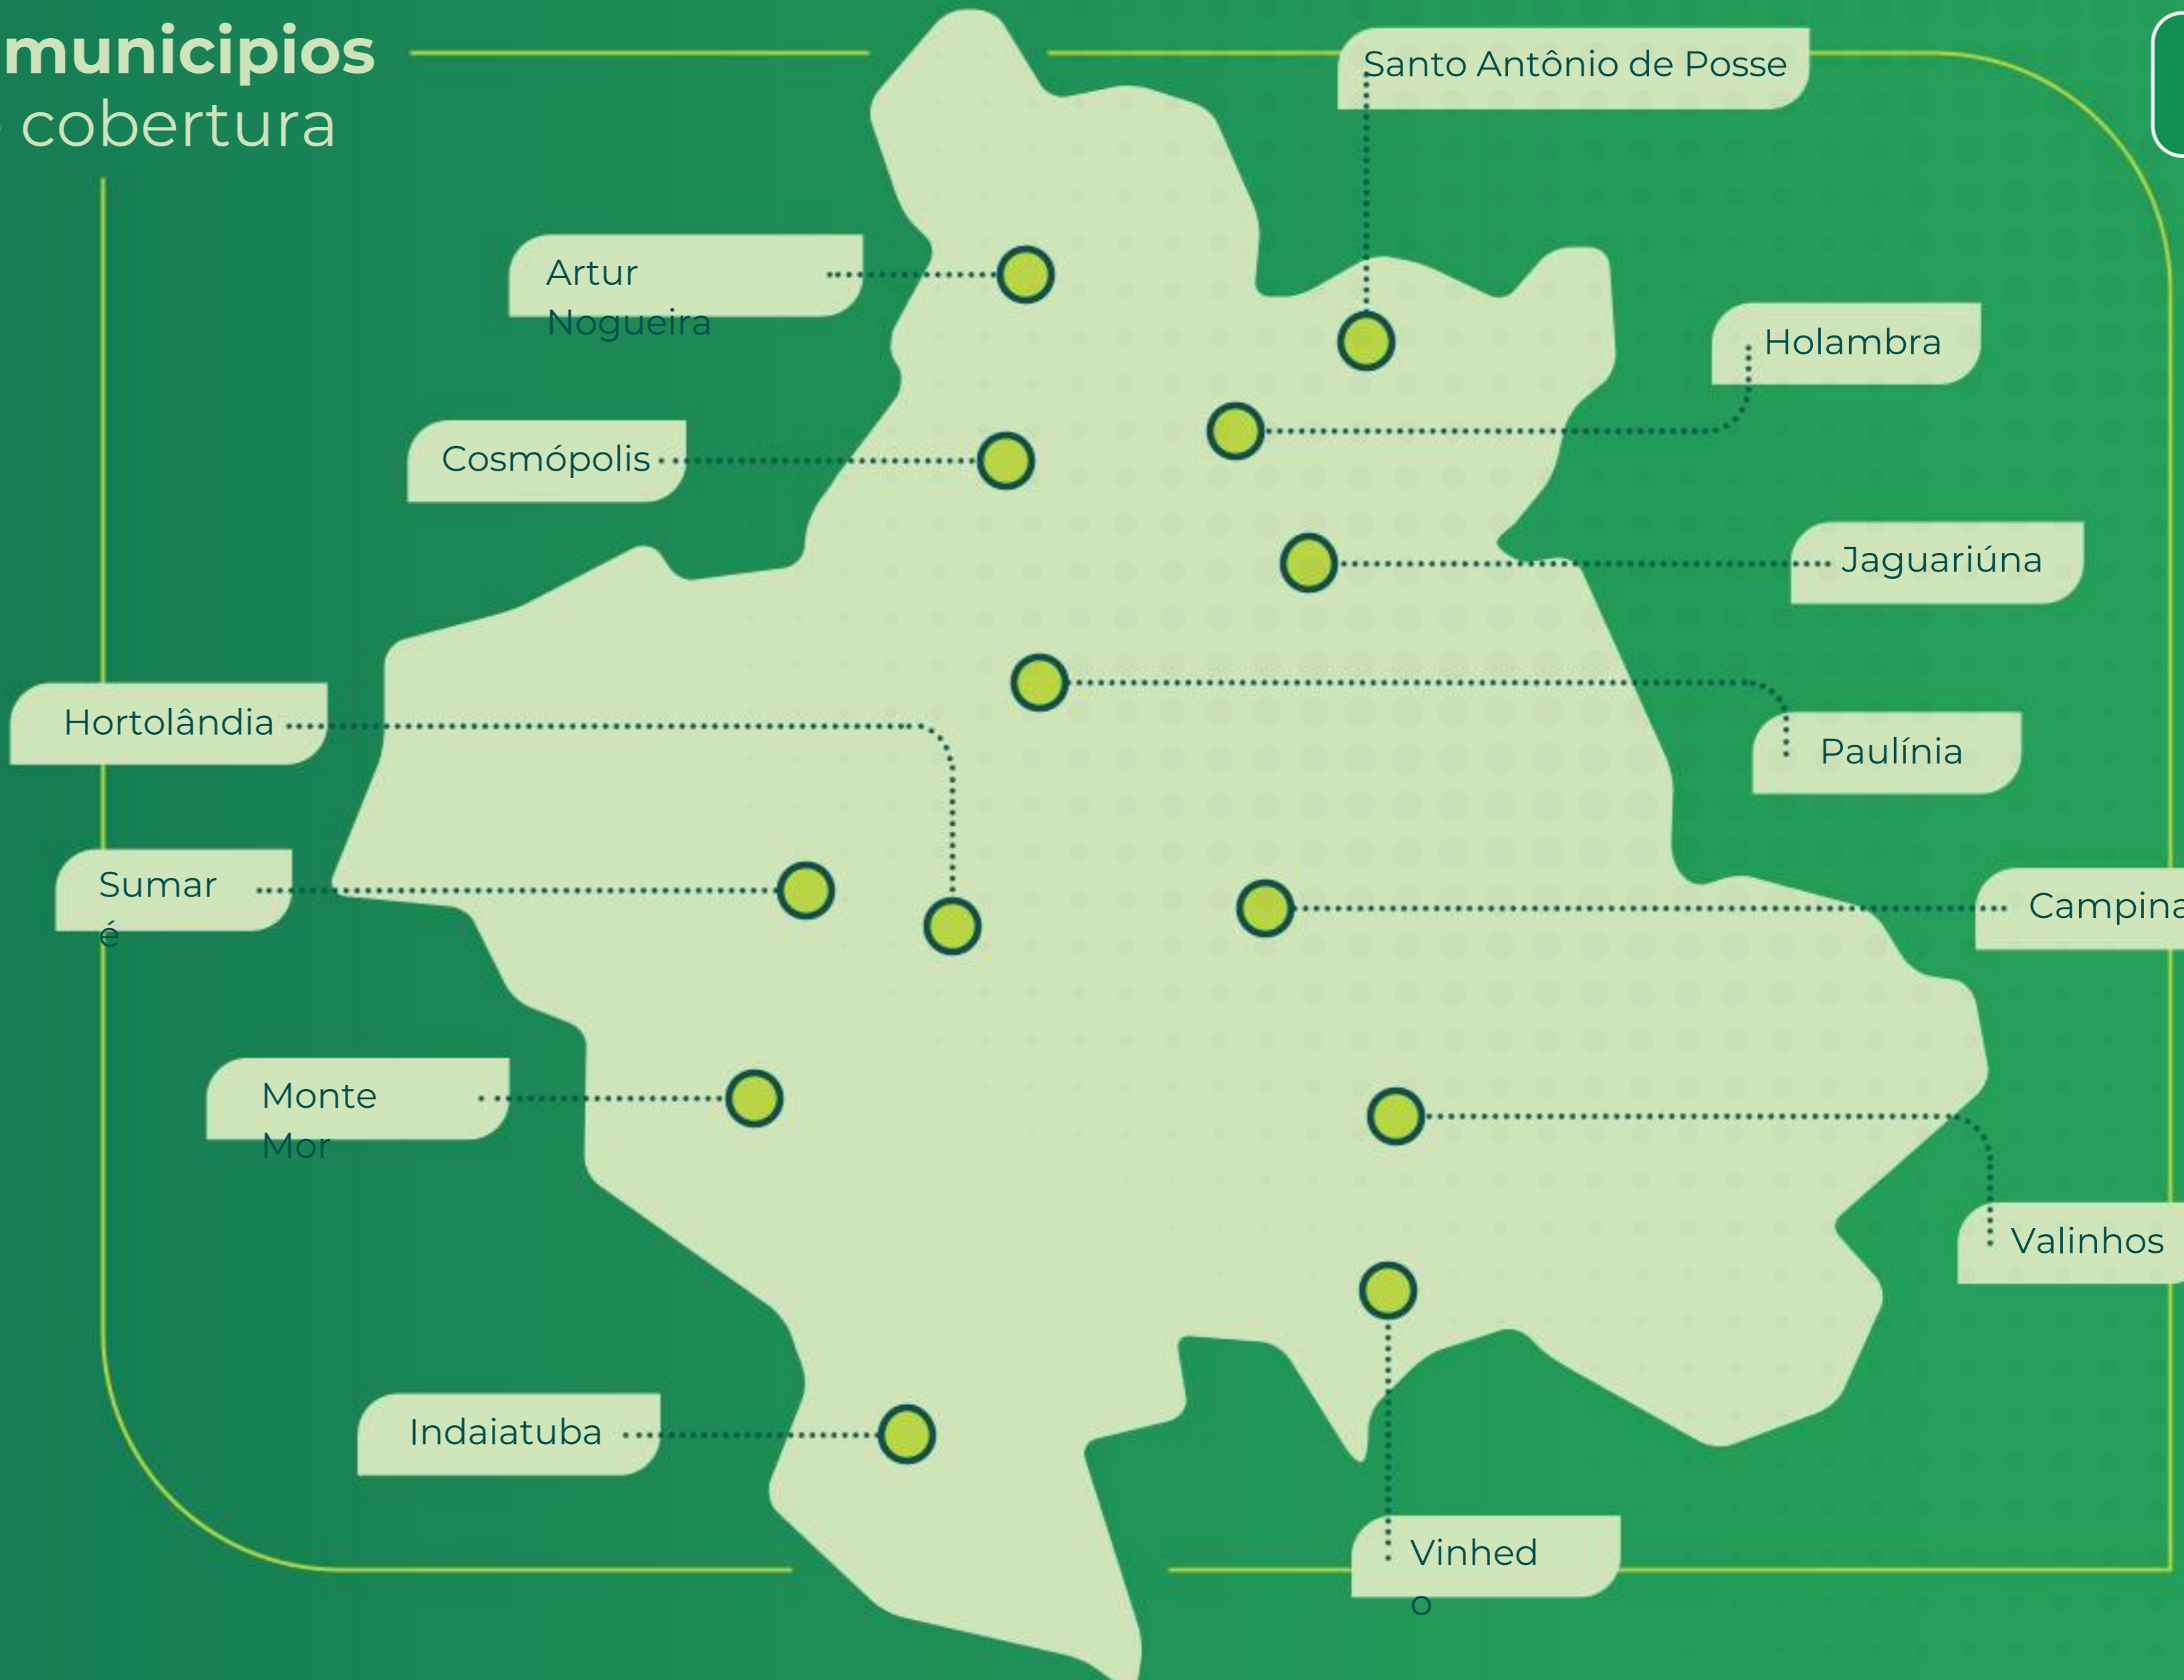 municipios
cobertura
Santo Antônio de Posse
Artur
Nogueira
Holambra
Cosmópolis
Jaguariúna
Hortolândia
Paulínia
Sumar
é
Campina
Monte
Mor
Valinhos
Indaiatuba
Vinhed
o